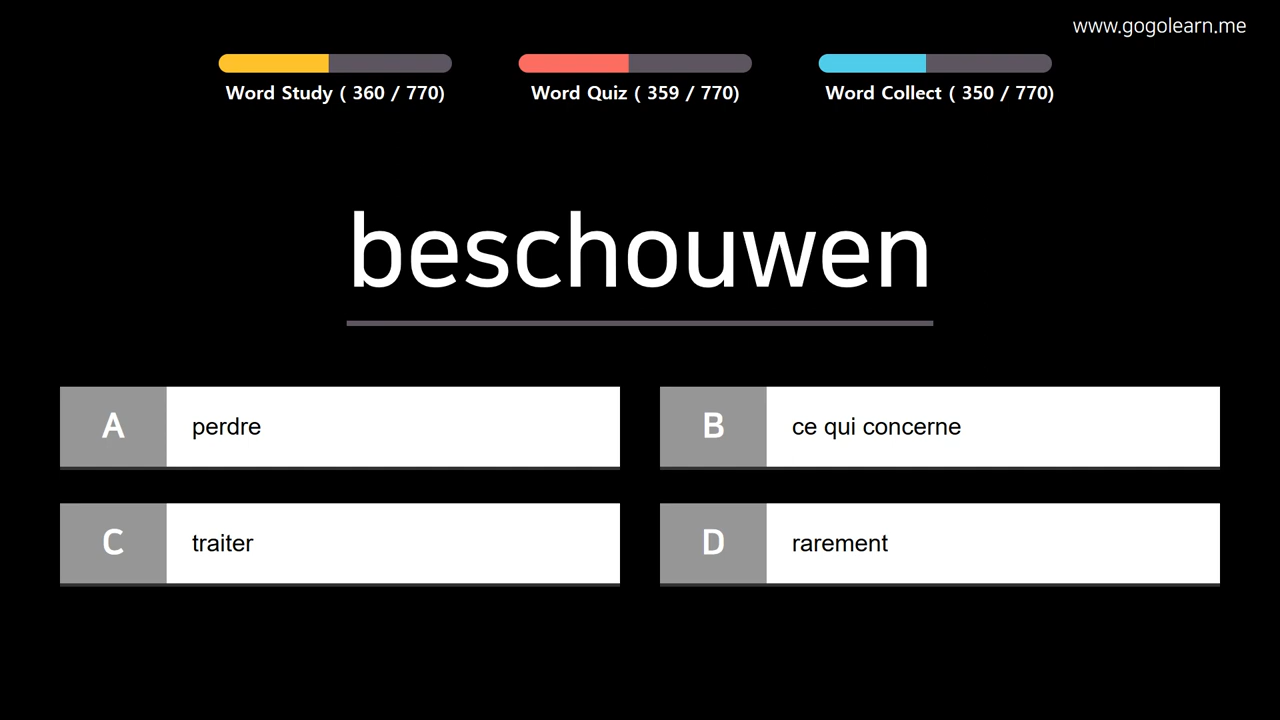 www.gogolearn.me
Word Study ( 360 / 770)
Word Quiz ( 359 / 770)
Word Collect ( 350 / 770)
beschouwen
A perdre
B ce qui concerne
C traiter
D rarement